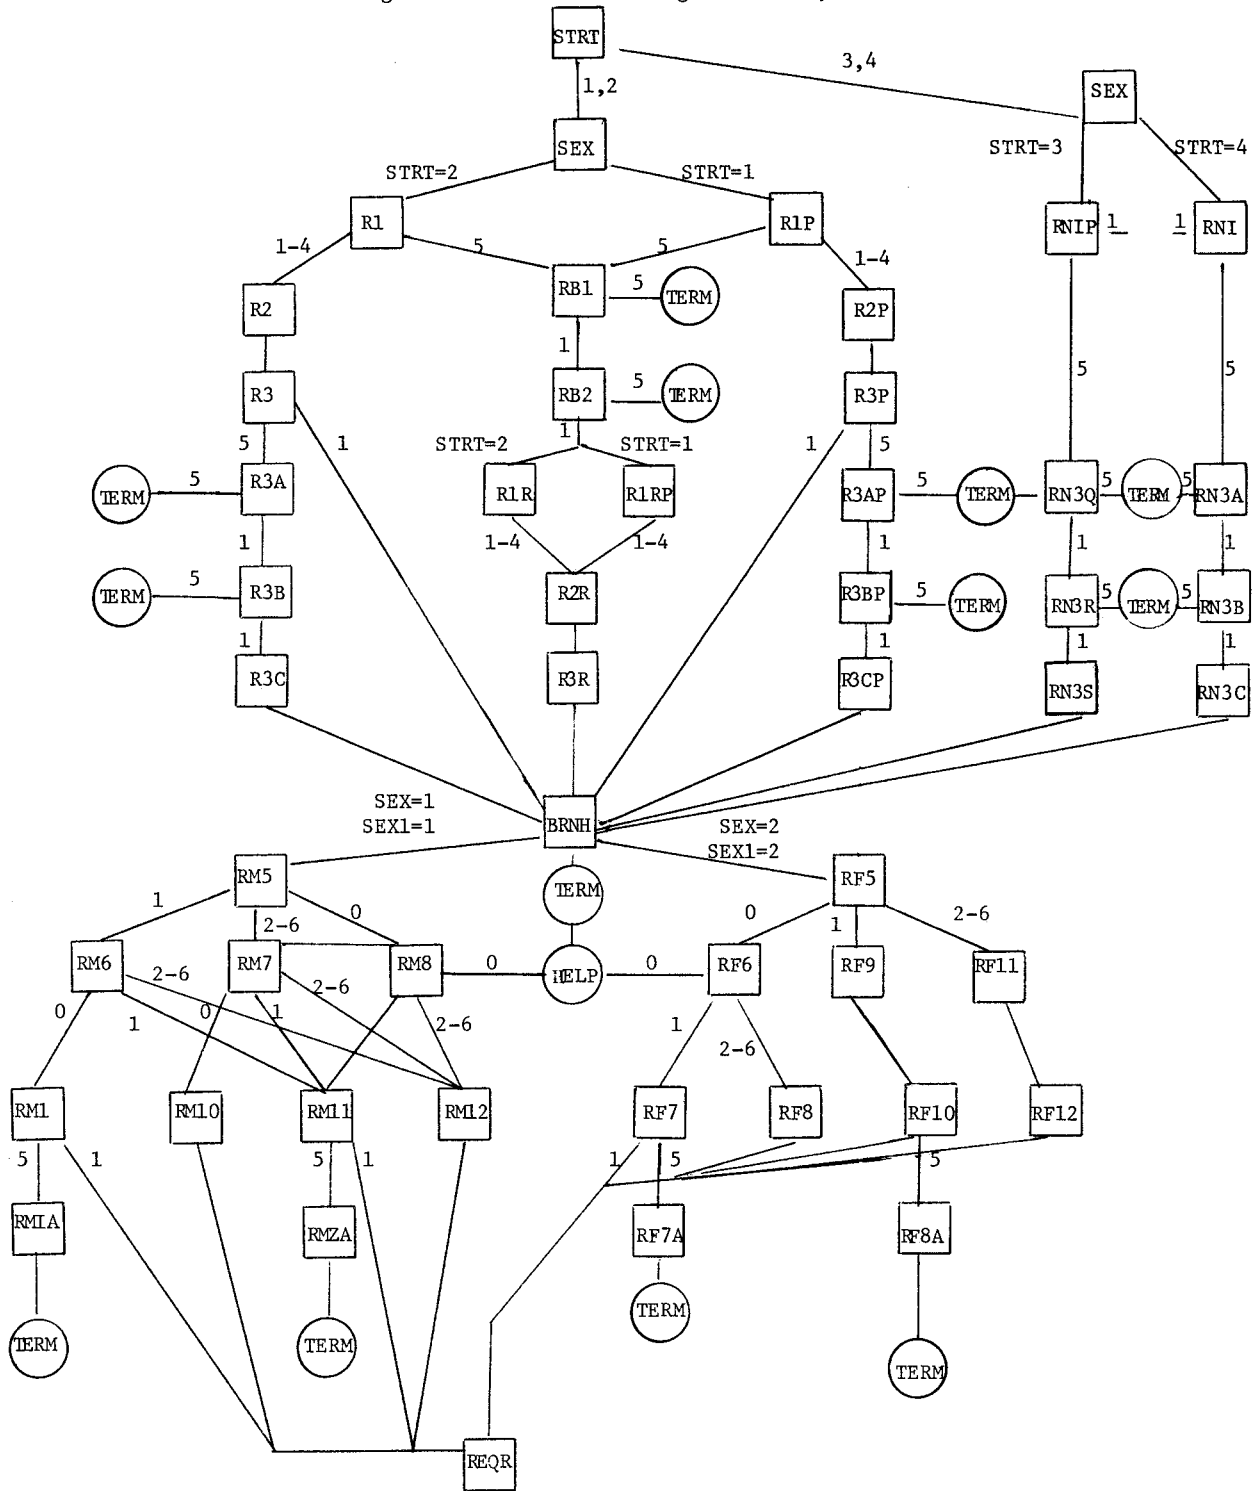 STRT
3,4
1,2
SEX
SEX
STRT=3
STRT=4
STRT=2
STRT=1
R1
R1P
RNIP
1
1
RNI
1-4
5
5
1-4
R2
RB1
5
TERM
R2P
1
5
5
R3
RB2
5
TERM
R3P
5
1
STRT=2
1
STRT=1
1
5
TERM
5
R3A
R1R
R1RP
R3AP
5
TERM
RN3Q
5
TERM
5
RN3A
1
1-4
1-4
1
1
1
TERM
5
R3B
R2R
R3BP
5
TERM
RN3R
5
TERM
5
RN3B
1
1
1
1
R3C
R3R
R3CP
RN3S
RN3C
SEX=1
SEX1=1
BRNH
SEX=2
SEX1=2
RM5
TERM
RF5
1
2-6
0
0
1
2-6
RM6
RM7
RM8
0
HELP
0
RF6
RF9
RF11
2-6
2-6
0
1
0
1
2-6
1
2-6
RM1
RM10
RM11
RM12
RF7
RF8
RF10
RF12
5
1
5
1
1
5
5
RM1A
RMZA
RF7A
RF8A
TERM
TERM
TERM
TERM
REQR